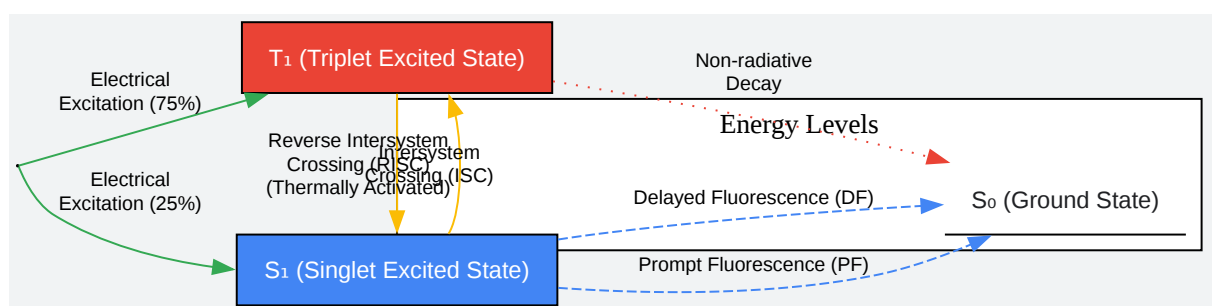 T₁ (Triplet Excited State)
Non-radiative
Decay
Electrical
Excitation (75%)
Energy Levels
Reverse Intersystem
Crossing (RISC)
(Thermally Activated)
Intersystem
Crossing (ISC)
Electrical
Excitation (25%)
Delayed Fluorescence (DF)
S₀ (Ground State)
S₁ (Singlet Excited State)
Prompt Fluorescence (PF)